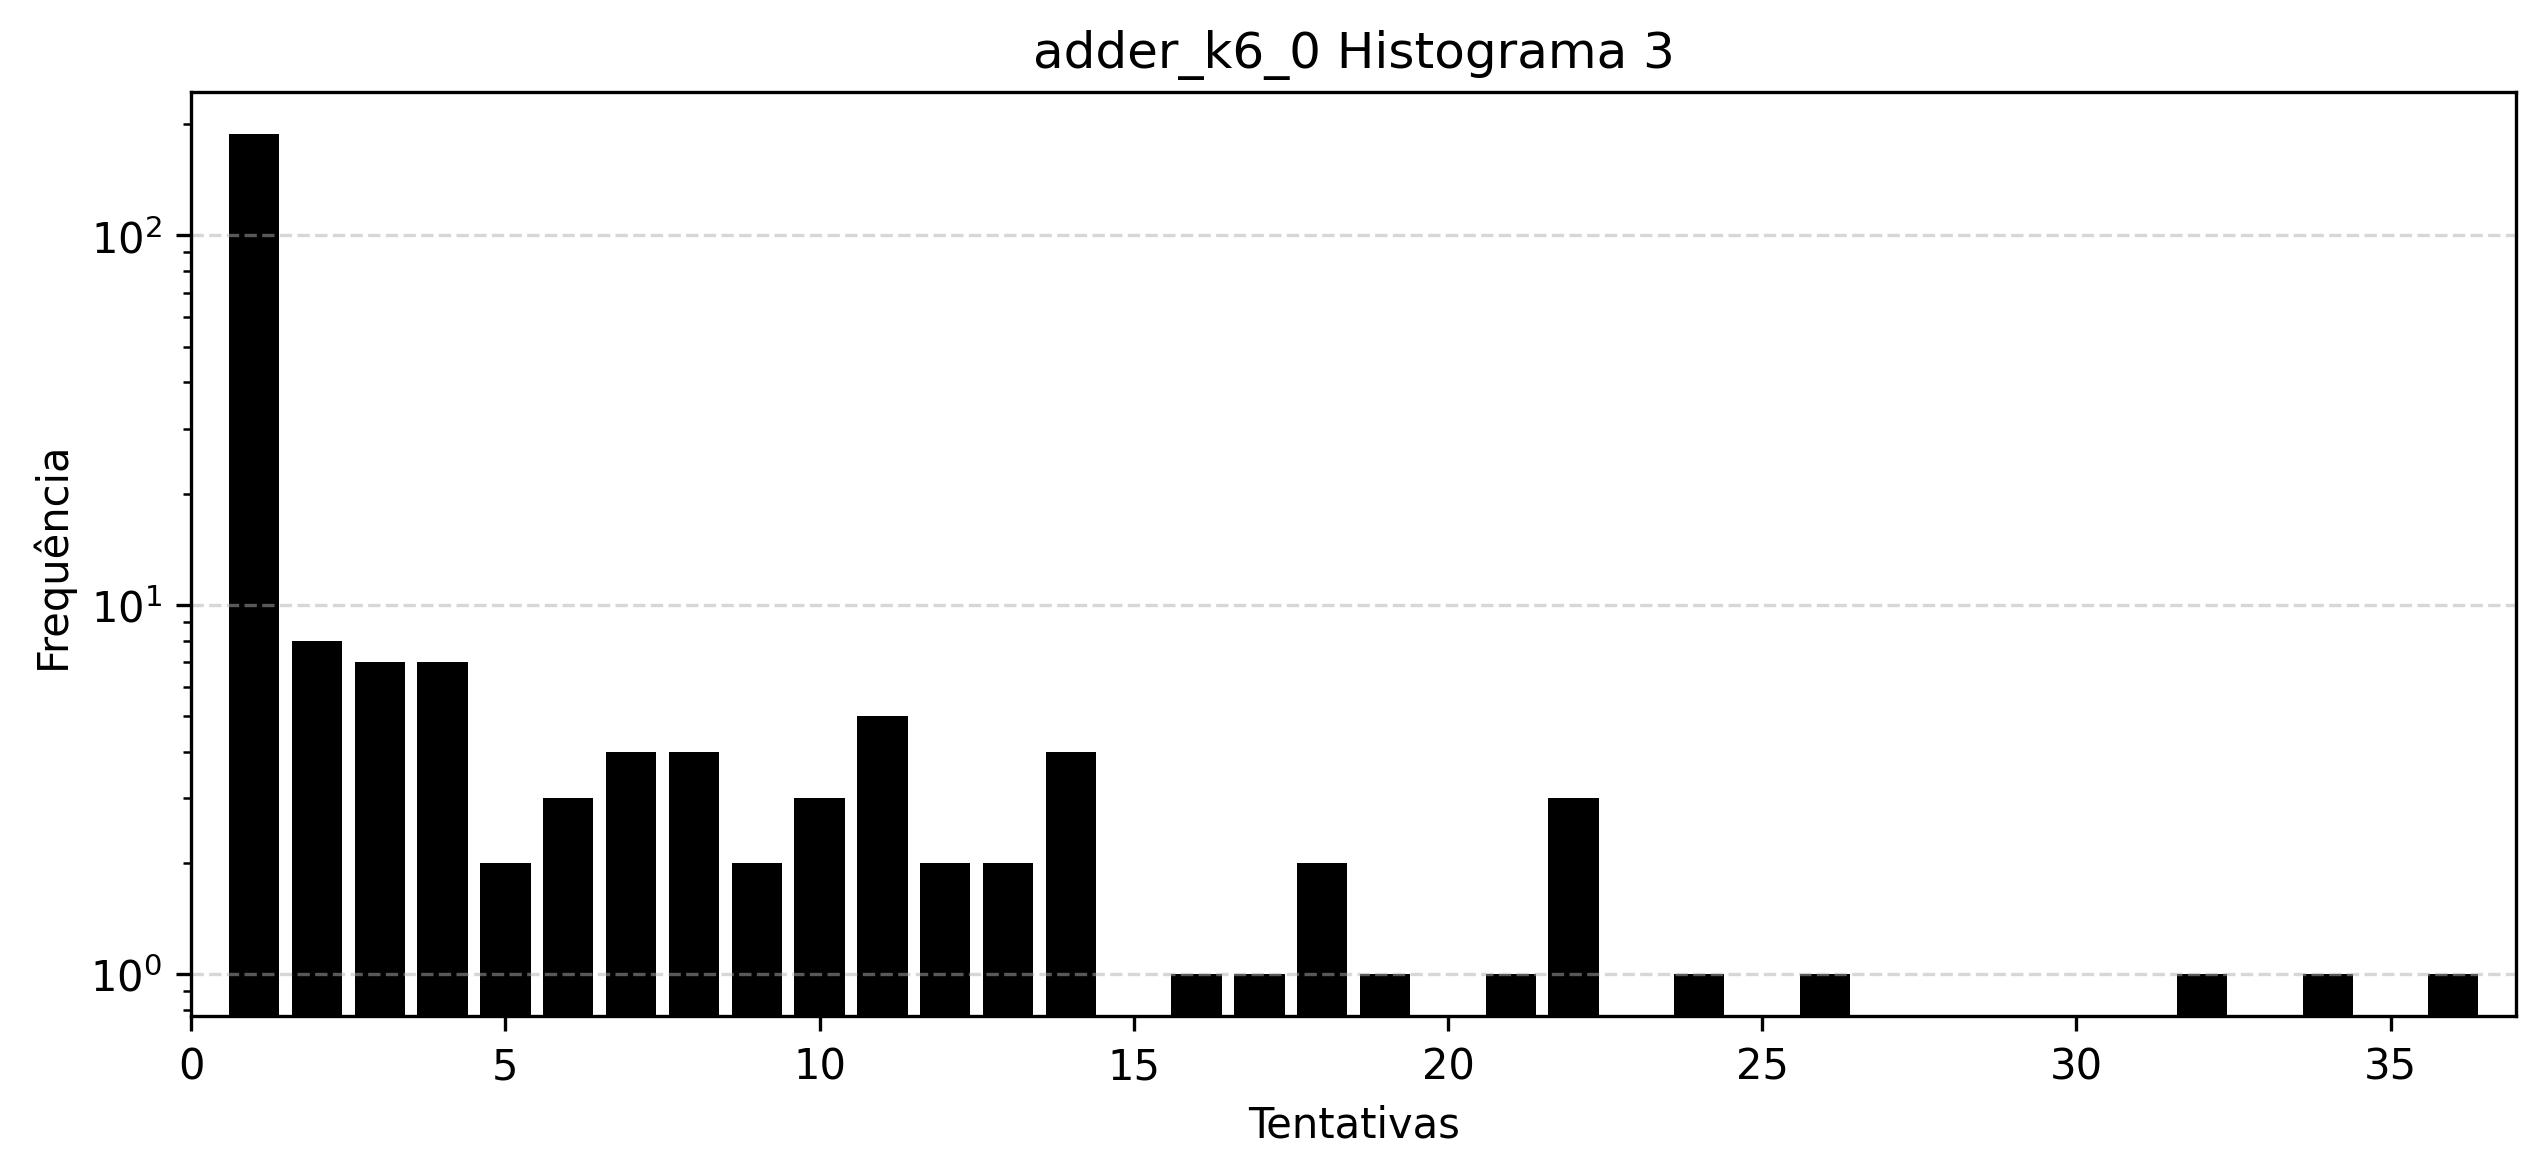 adder_k6_0 Histograma 3
Frequência
10²
10¹
10⁰
0 5 10 15 20 25 30 35
Tentativas